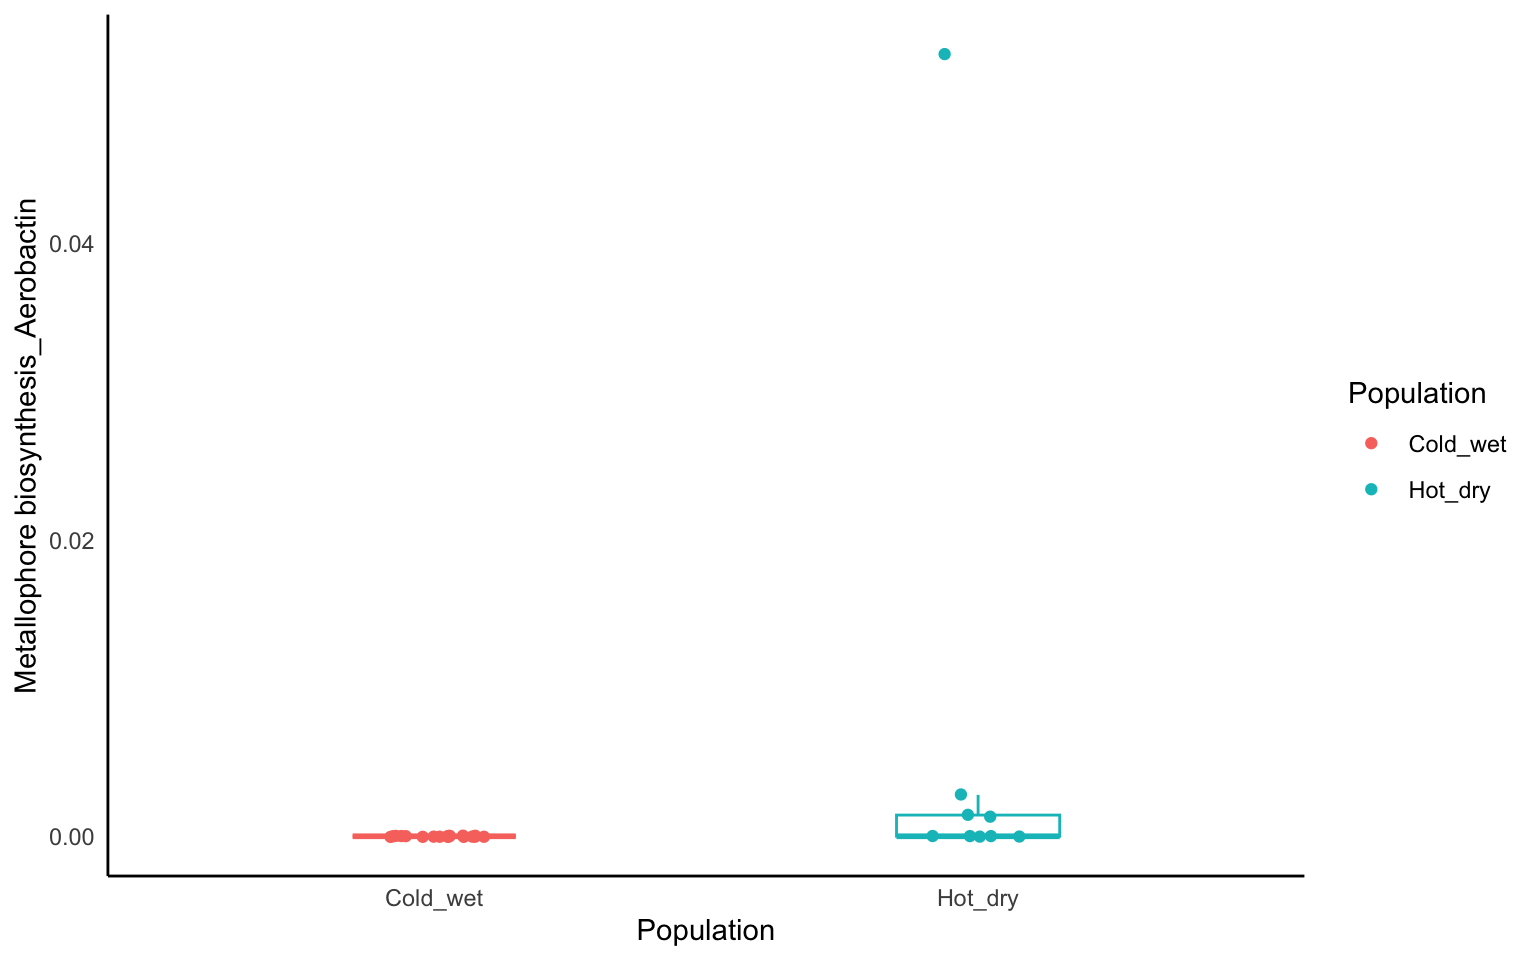 Metallophore biosynthesis_Aerobactin
0.04
0.02
0.00
Cold_wet
Hot_dry
Population
Population
Cold_wet
Hot_dry